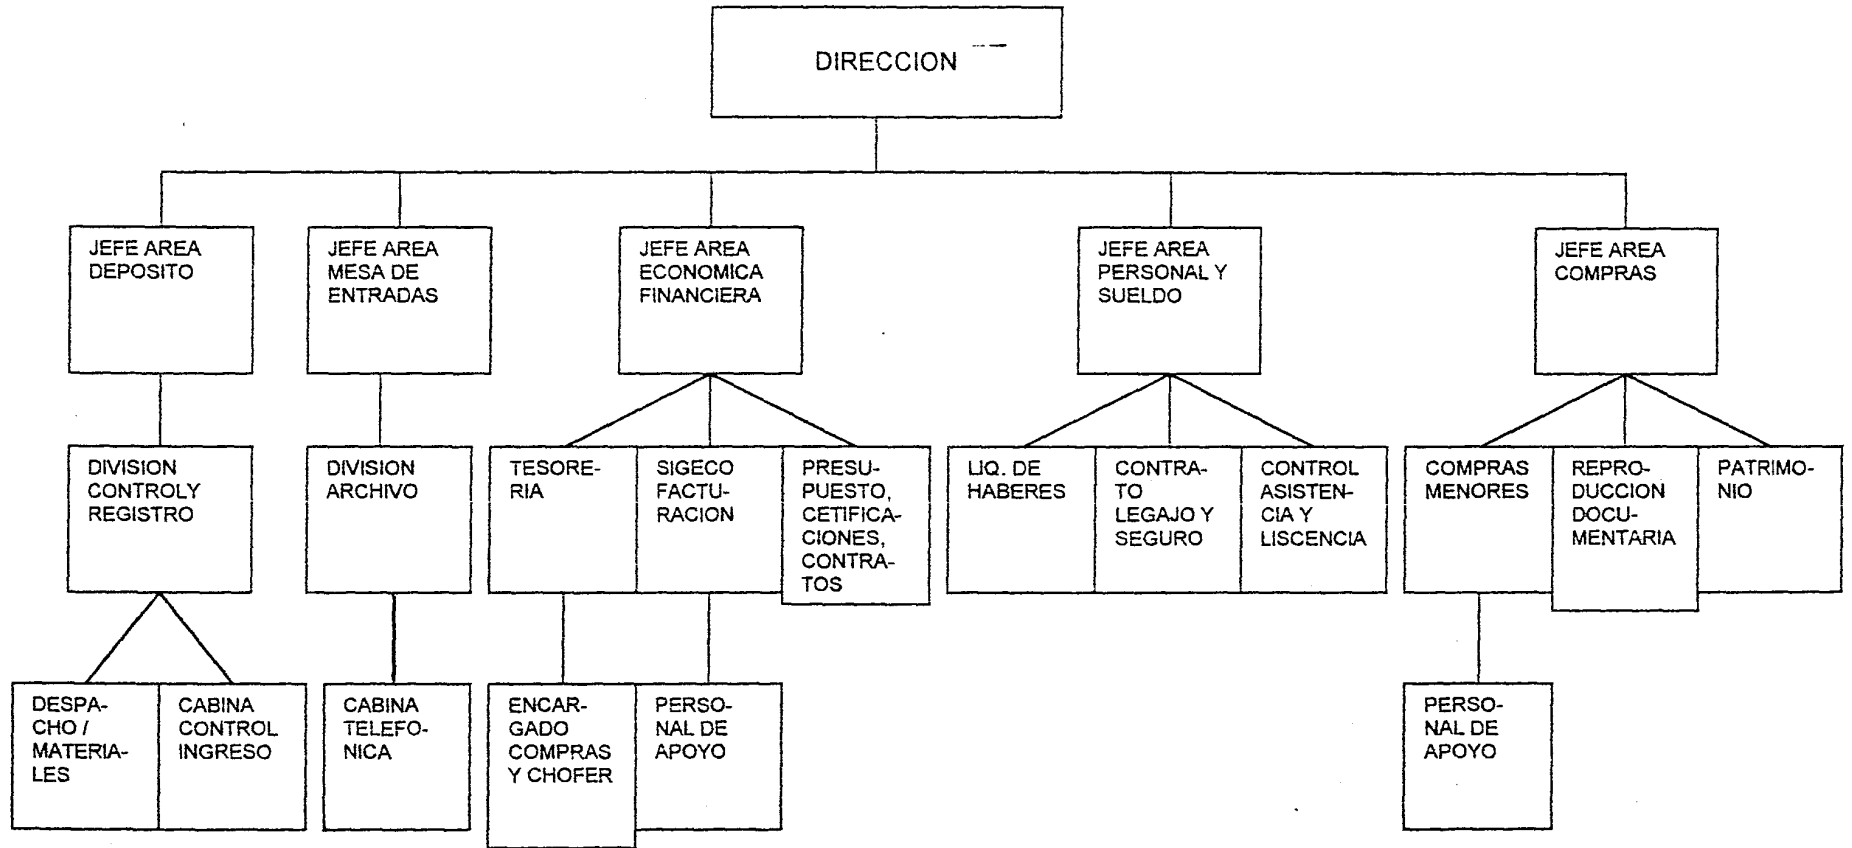 DIRECCION
JEFE AREA
DEPOSITO
JEFE AREA
MESA DE
ENTRADAS
JEFE AREA
ECONOMICA
FINANCIERA
JEFE AREA
PERSONAL Y
SUELDO
JEFE AREA
COMPRAS
DIVISION
CONTROLY
REGISTRO
DIVISION
ARCHIVO
TESORE-
RIA
SIGECO
FACTU-
RACION
PRESU-
PUESTO,
CETIFICA-
CIONES,
CONTRA-
TOS
LIQ. DE
HABERES
CONTRA-
TO
LEGAJO Y
SEGURO
CONTROL
ASISTEN-
CIA Y
LISCENCIA
COMPRAS
MENORES
REPRO-
DUCCION
DOCU-
MENTARIA
PATRIMO-
NIO
DESPA-
CHO /
MATERIA-
LES
CABINA
CONTROL
INGRESO
CABINA
TELEFO-
NICA
ENCAR-
GADO
COMPRAS
Y CHOFER
PERSO-
NAL DE
APOYO
PERSO-
NAL DE
APOYO